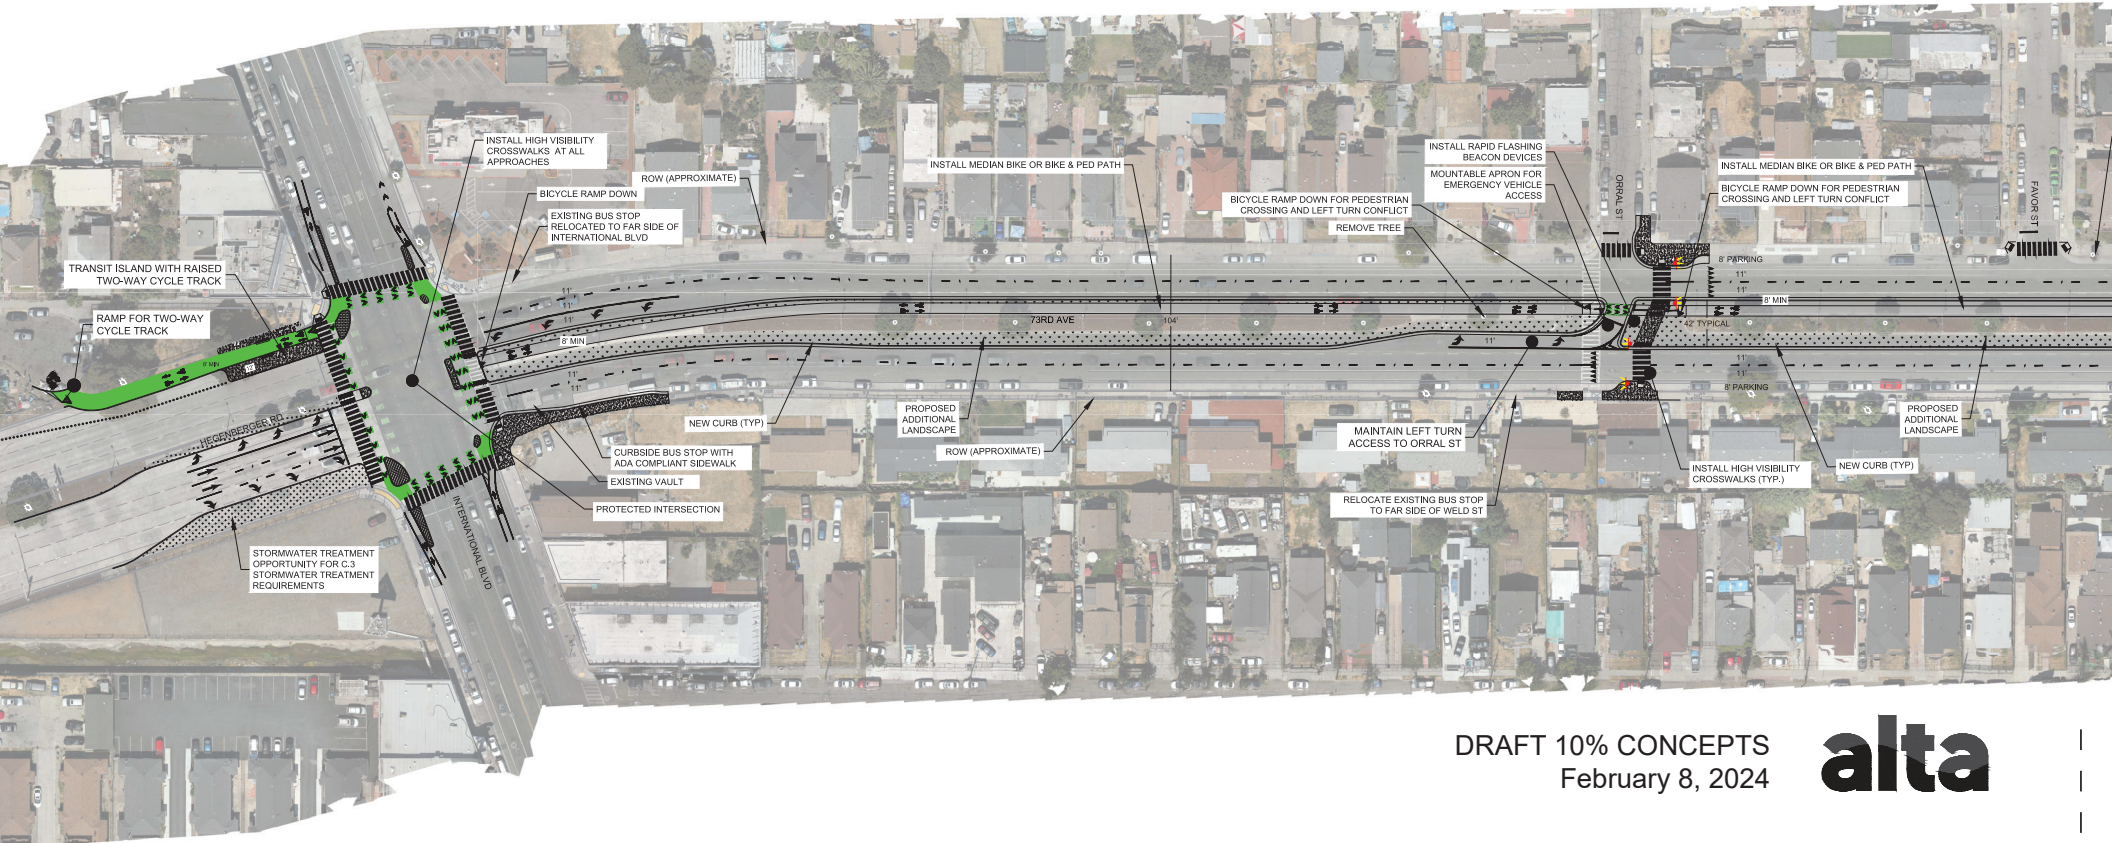 INSTALL HIGH VISIBILITY
CROSSWALKS AT ALL
APPROACHES
BICYCLE RAMP DOWN
ROW (APPROXIMATE)
EXISTING BUS STOP
RELOCATED TO FAR SIDE OF
INTERNATIONAL BLVD
TRANSIT ISLAND WITH RAISED
TWO-WAY CYCLE TRACK
RAMP FOR TWO-WAY
CYCLE TRACK
8' MIN
HEGENBERGER RD
STORMWATER TREATMENT
OPPORTUNITY FOR C.3
STORMWATER TREATMENT
REQUIREMENTS
INTERNATIONAL BLVD
11'
11'
11'
8' MIN
11'
11'
CURBSIDE BUS STOP WITH
ADA COMPLIANT SIDEWALK
EXISTING VAULT
PROTECTED INTERSECTION
NEW CURB (TYP)
INSTALL MEDIAN BIKE OR BIKE & PED PATH
73RD AVE
104'
PROPOSED
ADDITIONAL
LANDSCAPE
ROW (APPROXIMATE)
INSTALL RAPID FLASHING
BEACON DEVICES
MOUNTABLE APRON FOR
EMERGENCY VEHICLE
ACCESS
BICYCLE RAMP DOWN FOR PEDESTRIAN
CROSSING AND LEFT TURN CONFLICT
REMOVE TREE
ORRAL ST
11'
MAINTAIN LEFT TURN
ACCESS TO ORRAL ST
RELOCATE EXISTING BUS STOP
TO FAR SIDE OF WELD ST
INSTALL MEDIAN BIKE OR BIKE & PED PATH
BICYCLE RAMP DOWN FOR PEDESTRIAN
CROSSING AND LEFT TURN CONFLICT
FAVOR ST
8' PARKING
11'
11'
8' MIN
42' TYPICAL
11'
11'
8' PARKING
INSTALL HIGH VISIBILITY
CROSSWALKS (TYP.)
NEW CURB (TYP)
PROPOSED
ADDITIONAL
LANDSCAPE
DRAFT 10% CONCEPTS
February 8, 2024
alta